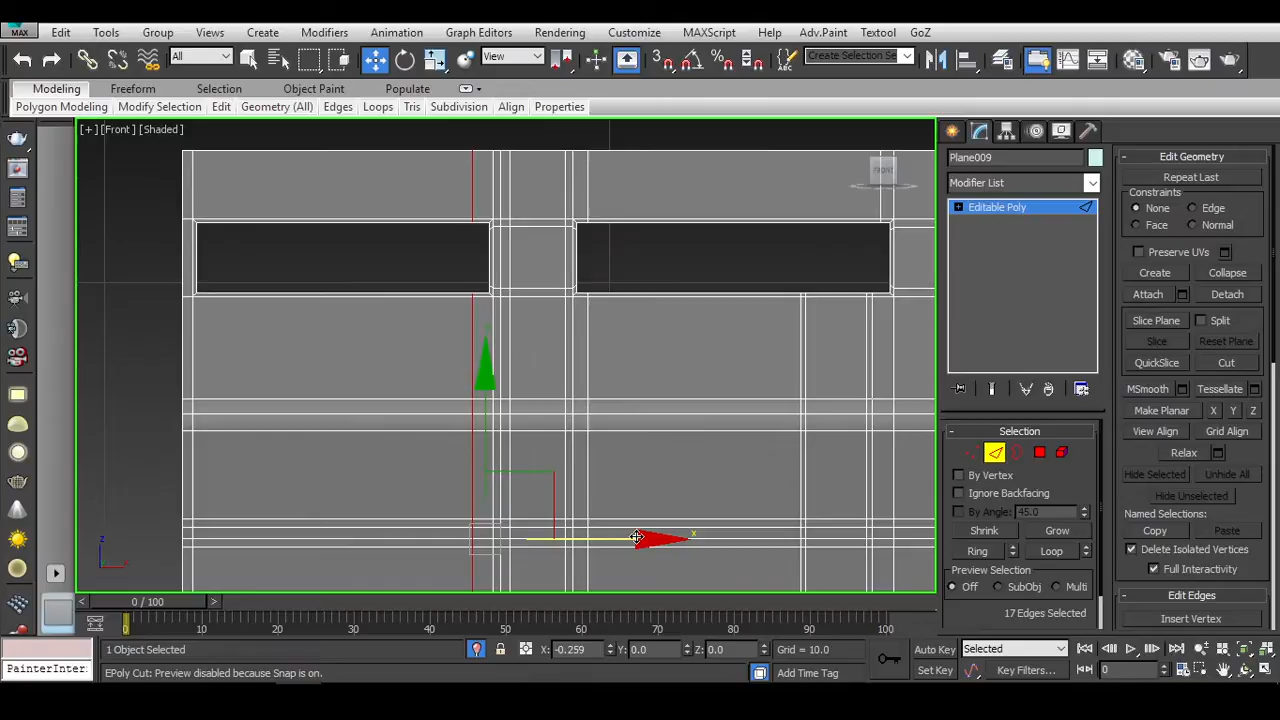 MAX Edit Tools Group Views Create Modifiers Animation Graph Editors Rendering Customize MAXScript Help Adv.Paint Textool GoZ
All View 3 Create Selection Se
Modeling Freeform Selection Object Paint Populate
Polygon Modeling Modify Selection Edit Geometry (All) Edges Loops Tris Subdivision Align Properties
[+][Front][Shaded]
FRONT
x
z
Plane009
Modifier List
Editable Poly
Selection
By Vertex
Ignore Backfacing
By Angle: 45.0
Shrink Grow
Ring Loop
Preview Selection
Off SubObj Multi
17 Edges Selected
Edit Geometry
Repeat Last
Constraints
None Edge
Face Normal
Preserve UVs
Create Collapse
Attach Detach
Slice Plane Split
Slice Reset Plane
QuickSlice Cut
MSmooth Tessellate
Make Planar X Y Z
View Align Grid Align
Relax
Hide Selected Unhide All
Hide Unselected
Named Selections:
Copy Paste
Delete Isolated Vertices
Full Interactivity
Edit Edges
Insert Vertex
< 0 / 100 >
0 10 20 30 40 50 60 70 80 90 100
1 Object Selected X: -0.259 Y: 0.0 Z: 0.0 Grid = 10.0 Auto Key Selected
PainterInter EPoly Cut: Preview disabled because Snap is on. Add Time Tag Set Key Key Filters... 0